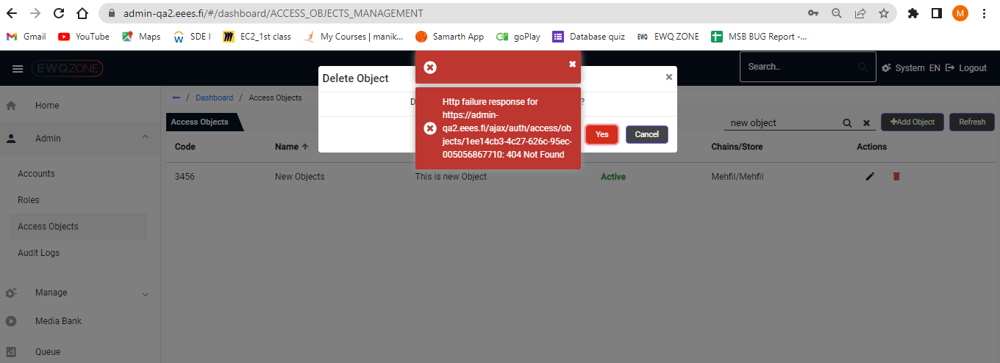 admin-qa2.eees.fi/#/dashboard/ACCESS_OBJECTS_MANAGEMENT
M
Gmail YouTube Maps SDE I EC2_1st class My Courses | manik... Samarth App goPlay Database quiz EWQ EWQ ZONE MSB BUG Report -...
EWQZONE
Search..
System EN Logout
Delete Object
Home
Admin
Accounts
Roles
Access Objects
Audit Logs
Manage
Media Bank
Queue
← / Dashboard / Access Objects
D
?
Http failure response for
https://admin-
qa2.eees.fi/ajax/auth/access/obj
ects/1ee14cb3-4c27-626c-95ec-
005056867710: 404 Not Found
Yes Cancel
Access Objects
new object
+Add Object Refresh
Code Name Chains/Store Actions
3456 New Objects This is new Object Active Mehfil/Mehfil